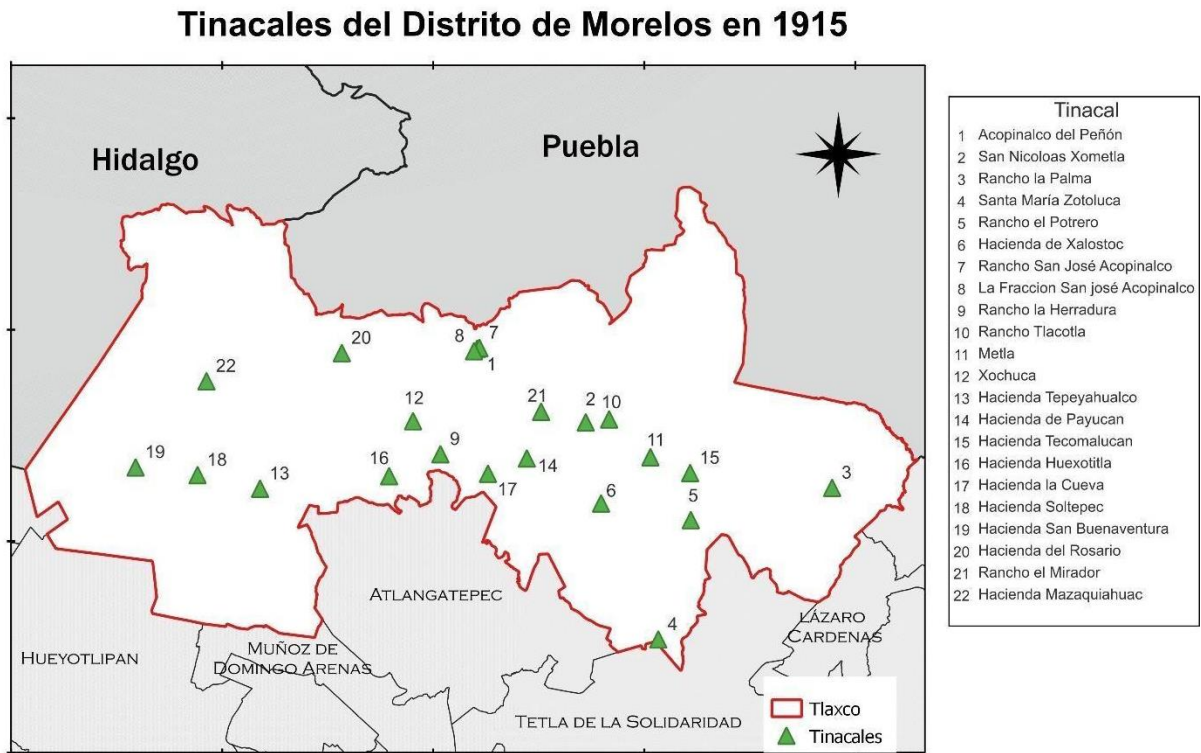 Tinacales del Distrito de Morelos en 1915
Hidalgo
Puebla
20
8
7
1
22
12
21
2
10
9
19
18
13
16
17
14
11
15
6
5
3
4
ATLANGATEPEC
HUEYOTLIPAN
MUÑOZ DE
DOMINGO ARENAS
LÁZARO
CARDENAS
TETLA DE LA SOLIDARIDAD
Tlaxco
Tinacales
Tinacal
1 Acopinalco del Peñón
2 San Nicoloas Xometla
3 Rancho la Palma
4 Santa María Zotoluca
5 Rancho el Potrero
6 Hacienda de Xalostoc
7 Rancho San José Acopinalco
8 La Fraccion San josé Acopinalco
9 Rancho la Herradura
10 Rancho Tlacotla
11 Metla
12 Xochuca
13 Hacienda Tepeyahualco
14 Hacienda de Payucan
15 Hacienda Tecomalucan
16 Hacienda Huexotitla
17 Hacienda la Cueva
18 Hacienda Soltepec
19 Hacienda San Buenaventura
20 Hacienda del Rosario
21 Rancho el Mirador
22 Hacienda Mazaquiahuac